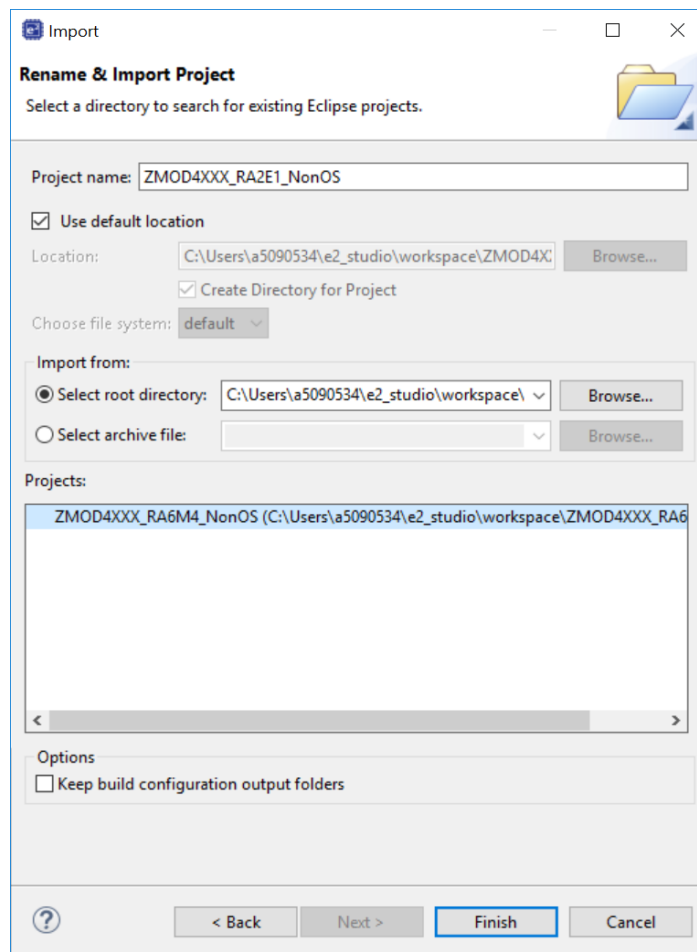 e² Import
Rename & Import Project
Select a directory to search for existing Eclipse projects.
Project name: ZMOD4XXX_RA2E1_NonOS
Use default location
Location: C:\Users\a5090534\e2_studio\workspace\ZMOD4X Browse...
Create Directory for Project
Choose file system: default
Import from:
Select root directory: C:\Users\a5090534\e2_studio\workspace\ Browse...
Select archive file: Browse...
Projects:
ZMOD4XXX_RA6M4_NonOS (C:\Users\a5090534\e2_studio\workspace\ZMOD4XXX_RA6
Options
Keep build configuration output folders
? < Back Next > Finish Cancel